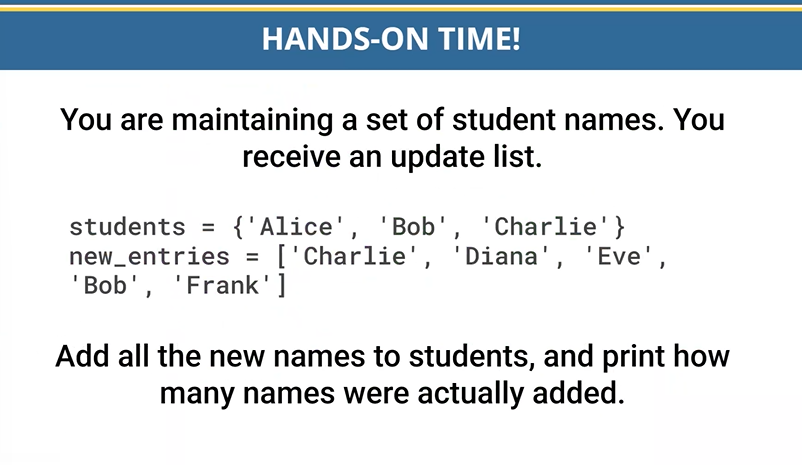 HANDS-ON TIME!
You are maintaining a set of student names. You
receive an update list.
students = {'Alice', 'Bob', 'Charlie'}
new_entries = ['Charlie', 'Diana', 'Eve',
'Bob', 'Frank']
Add all the new names to students, and print how
many names were actually added.